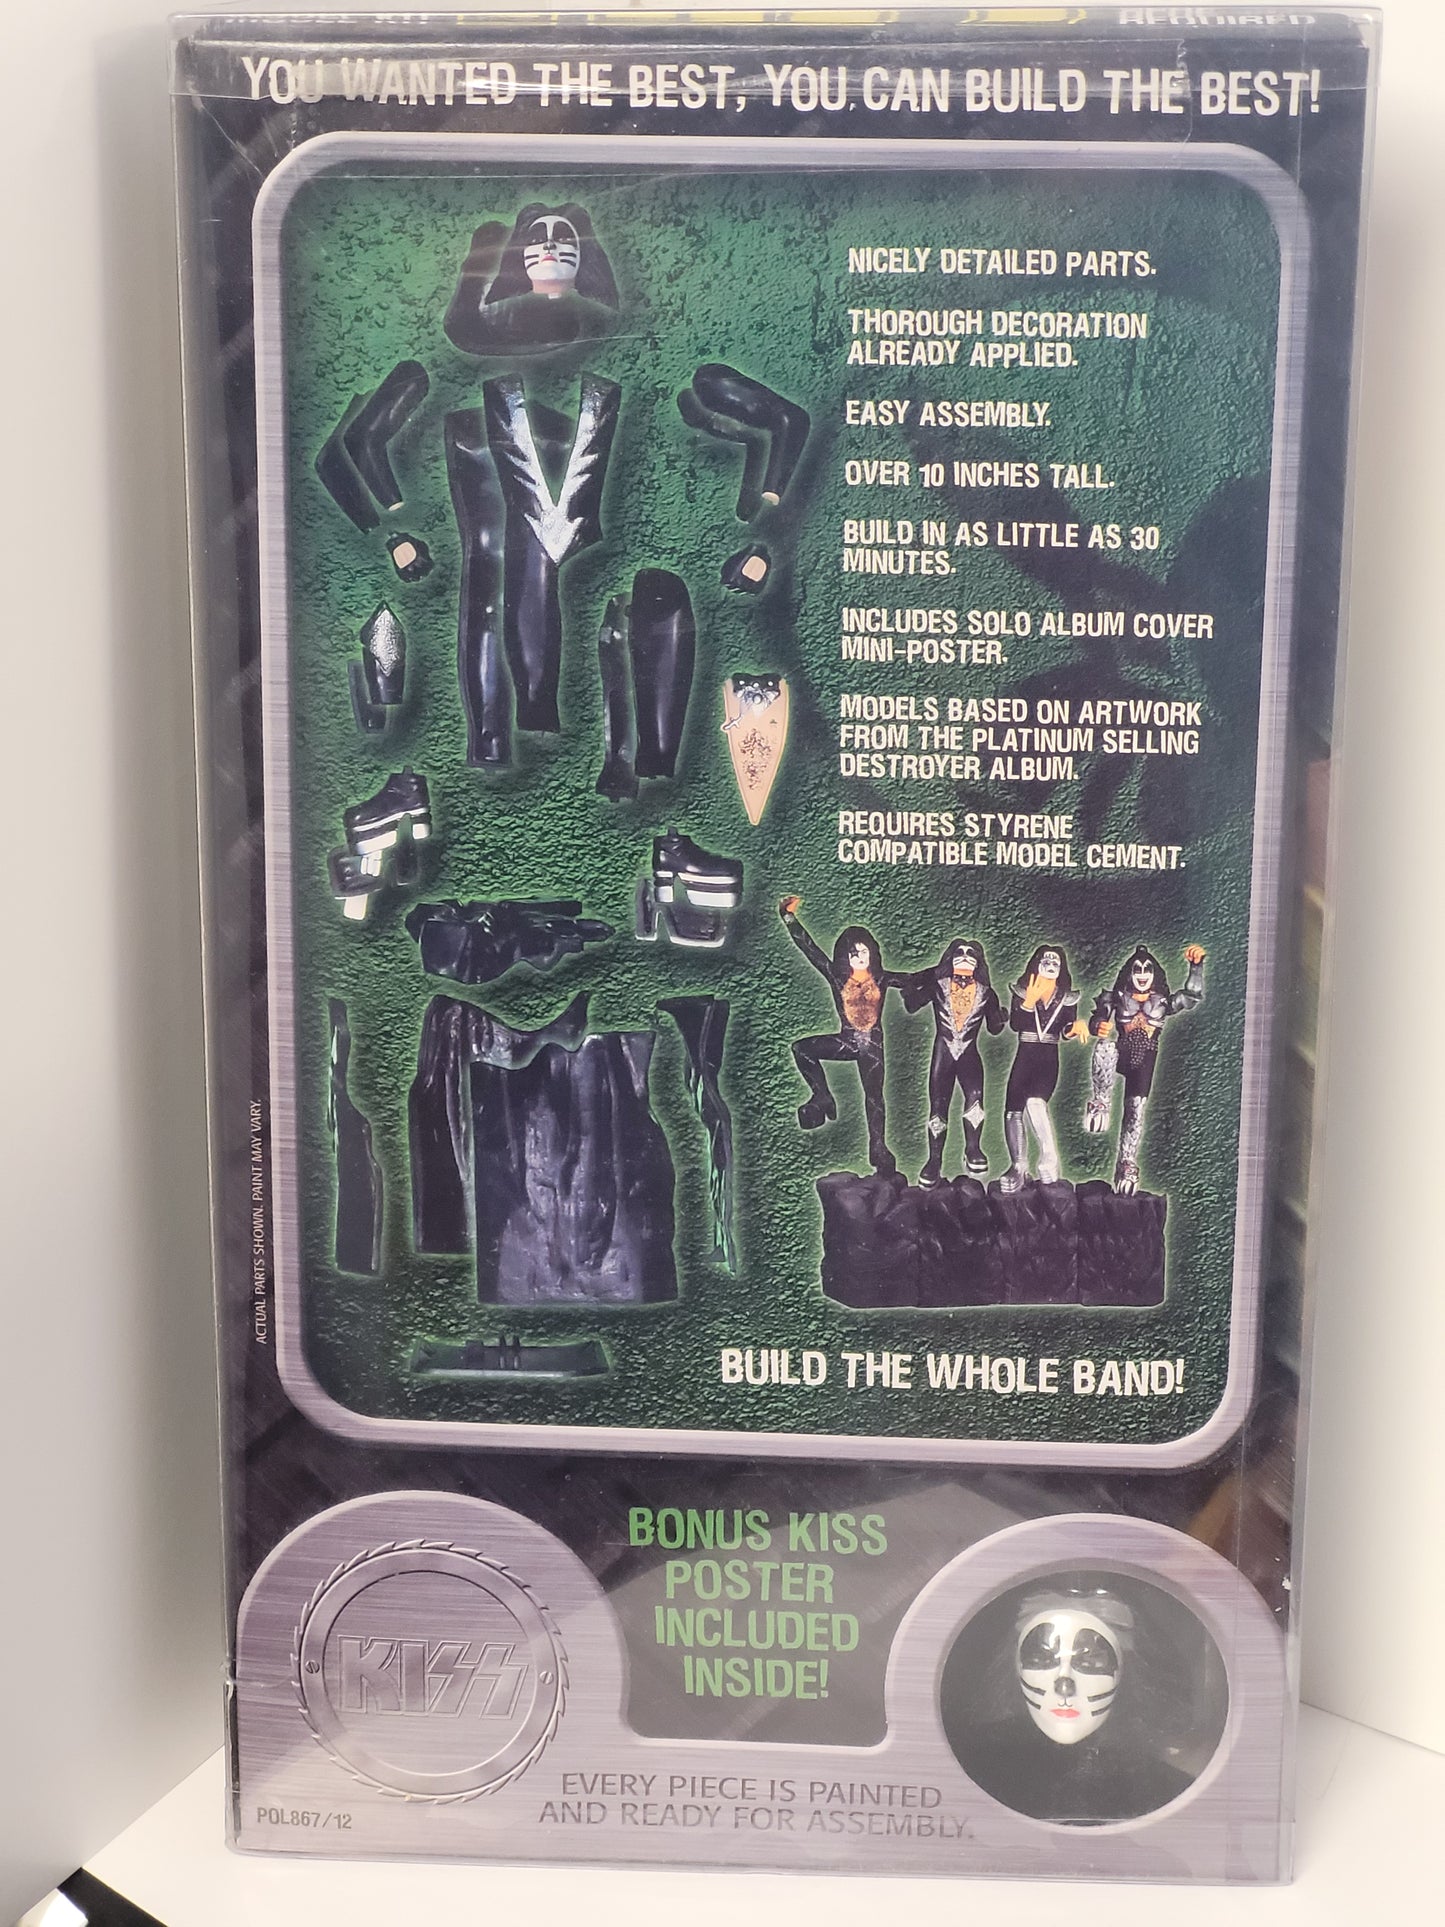 MODEL KIT
REQUIRED
YOU WANTED THE BEST, YOU CAN BUILD THE BEST!
NICELY DETAILED PARTS.
THOROUGH DECORATION
ALREADY APPLIED.
EASY ASSEMBLY.
OVER 10 INCHES TALL.
BUILD IN AS LITTLE AS 30
MINUTES.
INCLUDES SOLO ALBUM COVER
MINI-POSTER.
MODELS BASED ON ARTWORK
FROM THE PLATINUM SELLING
DESTROYER ALBUM.
REQUIRES STYRENE
COMPATIBLE MODEL CEMENT.
BUILD THE WHOLE BAND!
ACTUAL PARTS SHOWN. PAINT MAY VARY.
BONUS KISS
POSTER
INCLUDED
INSIDE!
KISS
EVERY PIECE IS PAINTED
AND READY FOR ASSEMBLY.
POL867/12